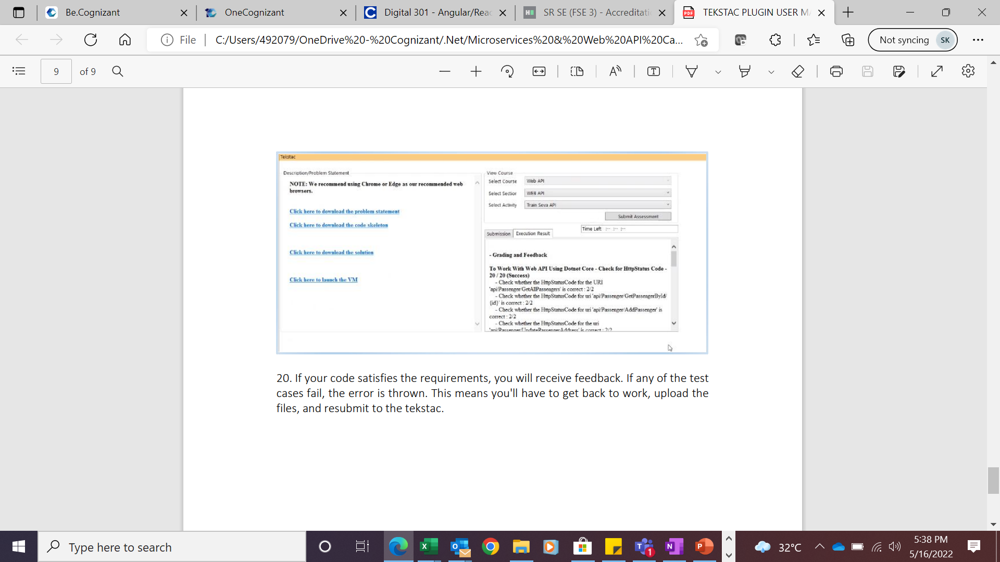 Be.Cognizant
OneCognizant
Digital 301 - Angular/Reac
SR SE (FSE 3) - Accreditati
TEKSTAC PLUGIN USER MA
File
C:/Users/492079/OneDrive%20-%20Cognizant/.Net/Microservices%20&%20Web%20API%20Ca...
Not syncing
SK
9
of 9
Tekstac
Description/Problem Statement
NOTE: We recommend using Chrome or Edge as our recommended web
browsers.
Click here to download the problem statement
Click here to download the code skeleton
Click here to download the solution
Click here to launch the VM
View Course
Select Course
Web API
Select Section
WEB API
Select Activity
Train Seva API
Submit Assessment
Time Left
Submission
Execution Result
- Grading and Feedback
To Work With Web API Using Dotnet Core - Check for HttpStatus Code -
20 / 20 (Success)
- Check whether the HttpStatusCode for the URI
'api/Passenger/GetAllPassengers' is correct : 2/2
- Check whether the HttpStatusCode for uri 'api/Passenger/GetPassengerById/
{id}' is correct : 2/2
- Check whether the HttpStatusCode for uri 'api/Passenger/AddPassenger' is
correct : 2/2
- Check whether the HttpStatusCode for the uri
'api/Passenger/UpdatePassengerAddress' is correct : 2/2
20. If your code satisfies the requirements, you will receive feedback. If any of the test
cases fail, the error is thrown. This means you'll have to get back to work, upload the
files, and resubmit to the tekstac.
Type here to search
32°C
5:38 PM
5/16/2022